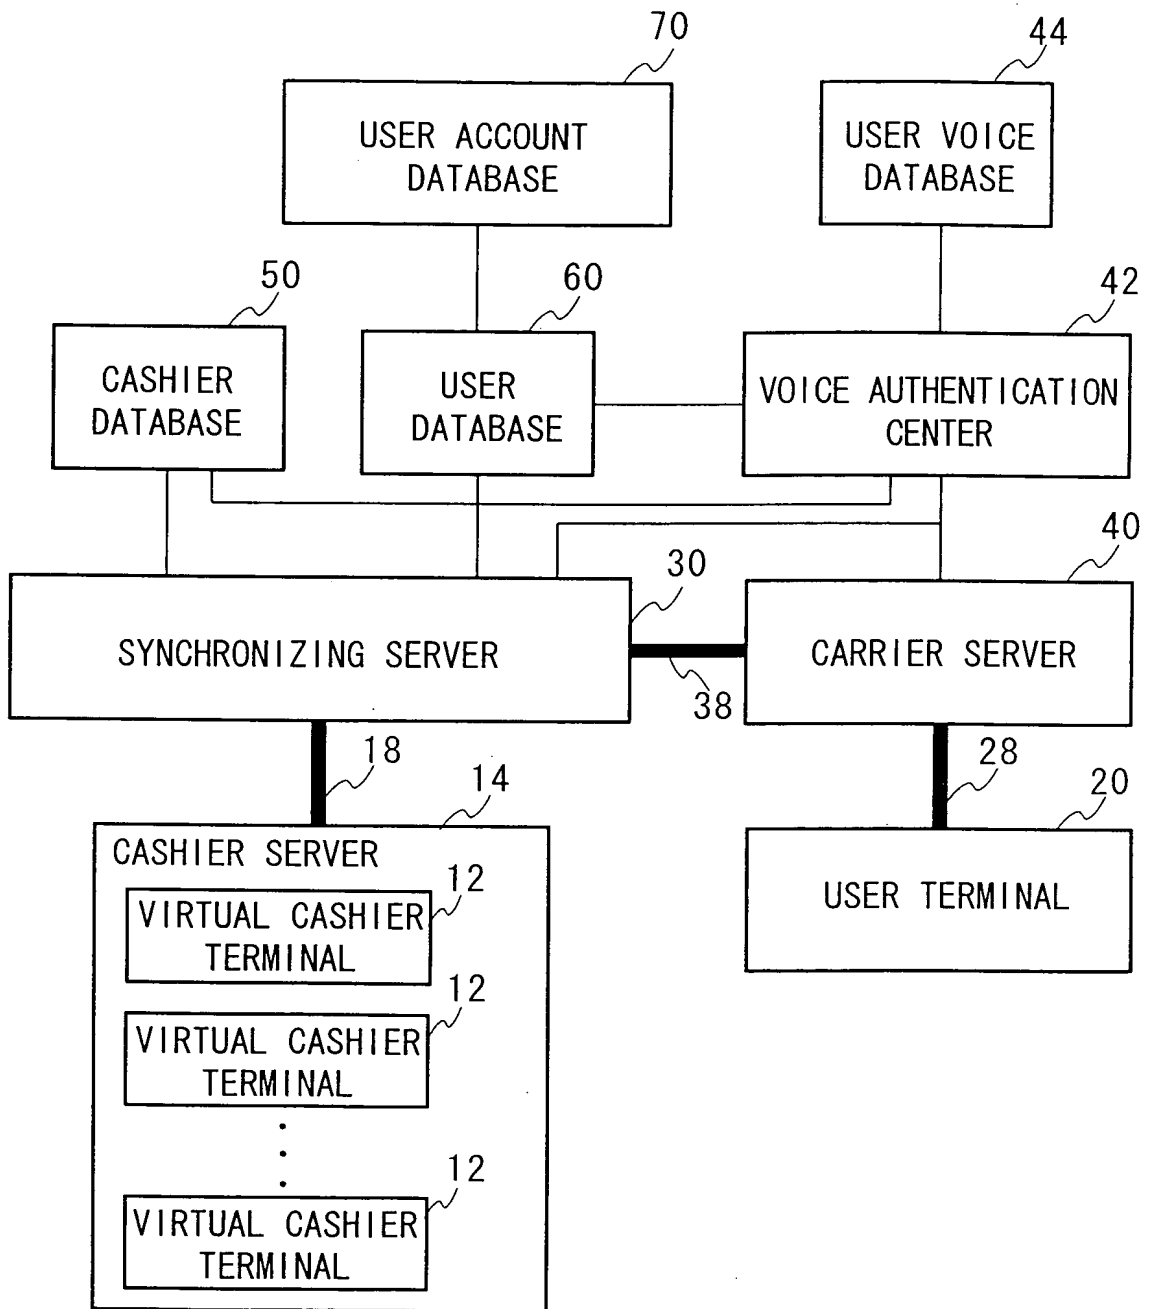 70
44
USER ACCOUNT
DATABASE
USER VOICE
DATABASE
50
60
42
CASHIER
DATABASE
USER
DATABASE
VOICE AUTHENTICATION
CENTER
30
40
SYNCHRONIZING SERVER
CARRIER SERVER
38
18
28
14
20
CASHIER SERVER
USER TERMINAL
12
VIRTUAL CASHIER
TERMINAL
12
VIRTUAL CASHIER
TERMINAL
12
VIRTUAL CASHIER
TERMINAL